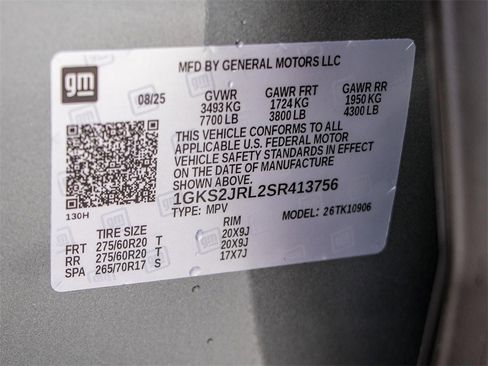 gm
MFD BY GENERAL MOTORS LLC
08/25 GVWR GAWR FRT GAWR RR
3493 KG 1724 KG 1950 KG
7700 LB 3800 LB 4300 LB
THIS VEHICLE CONFORMS TO ALL
APPLICABLE U.S. FEDERAL MOTOR
VEHICLE SAFETY STANDARDS IN EFFECT
ON THE DATE OF MANUFACTURE
SHOWN ABOVE.
1GKS2JRL2SR413756
130H TYPE: MPV MODEL: 26TK10906
TIRE SIZE RIM
FRT 275/60R20 T 20X9J
RR 275/60R20 T 20X9J
SPA 265/70R17 S 17X7J